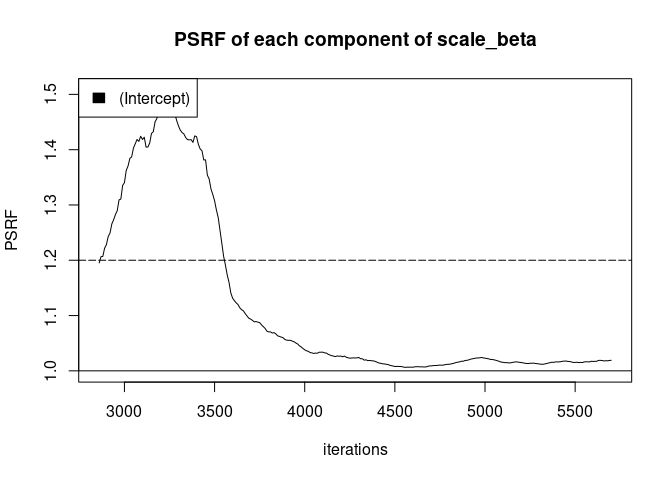 PSRF of each component of scale_beta
(Intercept)
PSRF
1.5
1.4
1.3
1.2
1.1
1.0
3000 3500 4000 4500 5000 5500
iterations